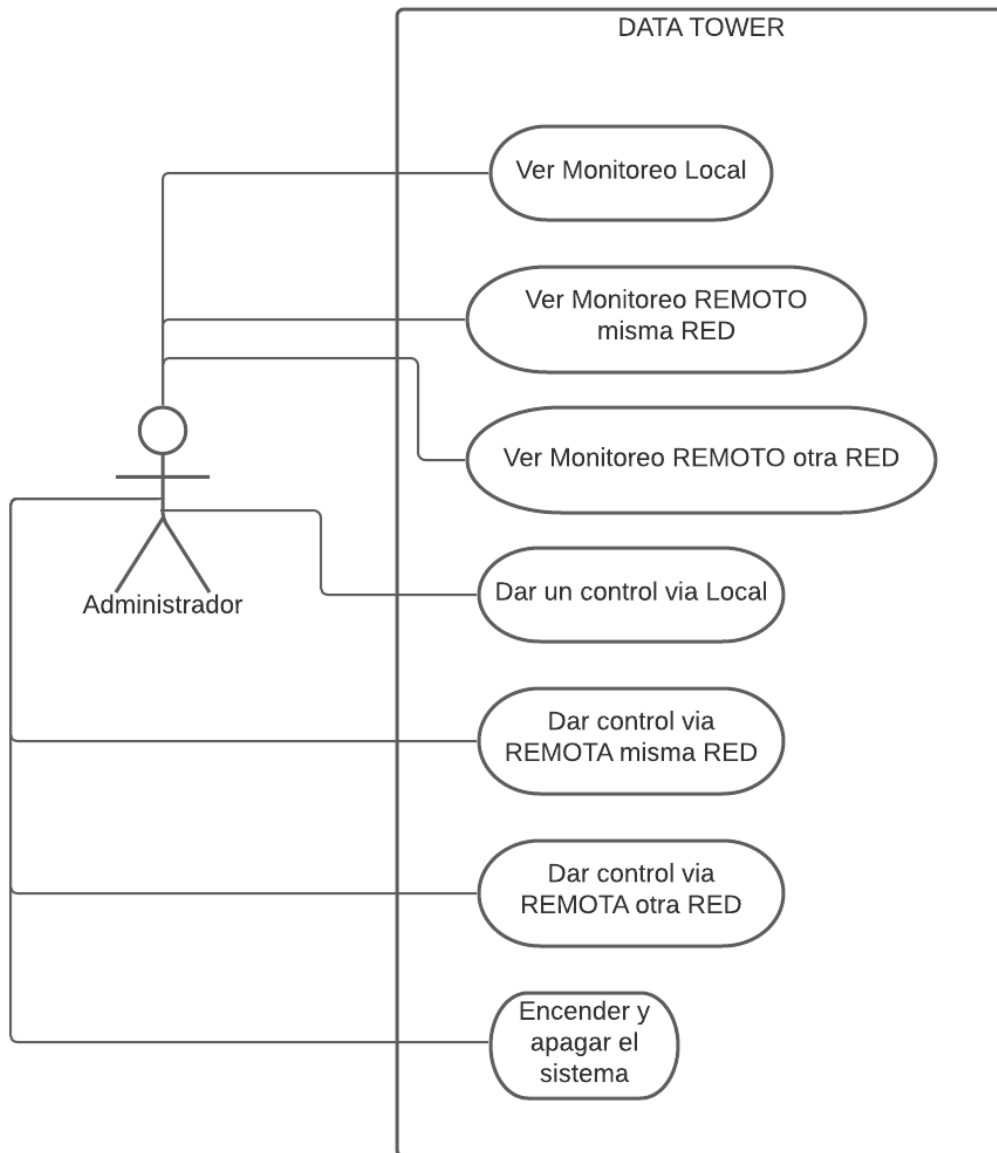 DATA TOWER
Ver Monitoreo Local
Ver Monitoreo REMOTO
misma RED
Ver Monitoreo REMOTO otra RED
Dar un control via Local
Administrador
Dar control via
REMOTA misma RED
Dar control via
REMOTA otra RED
Encender y
apagar el
sistema